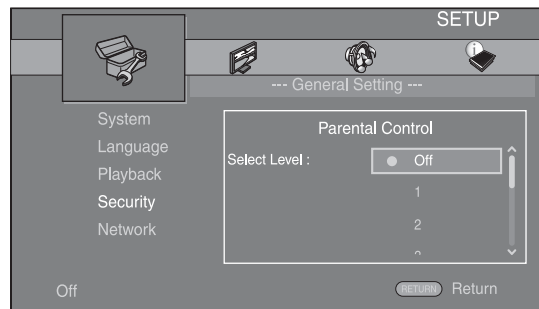 SETUP
--- General Setting ---
System
Language
Playback
Security
Network
Parental Control
Select Level :
Off
1
2
Off
RETURN Return